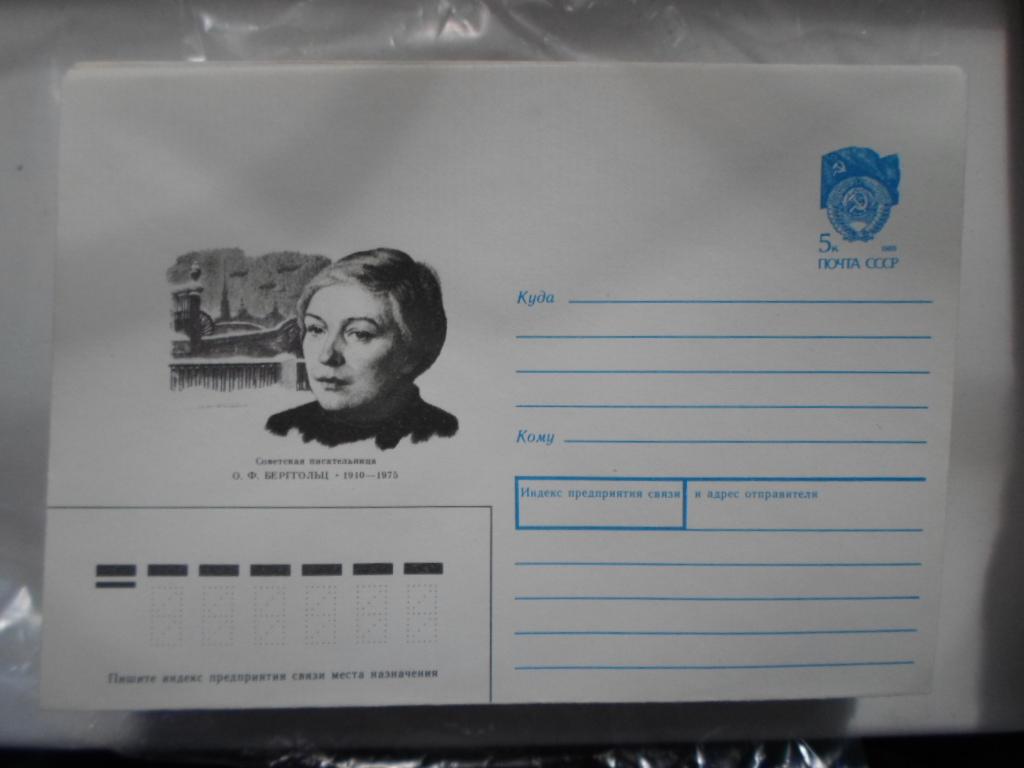 5к
ПОЧТА СССР
Куда
Кому
Советская писательница
О. Ф. БЕРГГОЛЬЦ • 1910—1975
Индекс предприятия связи и адрес отправителя
Пишите индекс предприятия связи места назначения